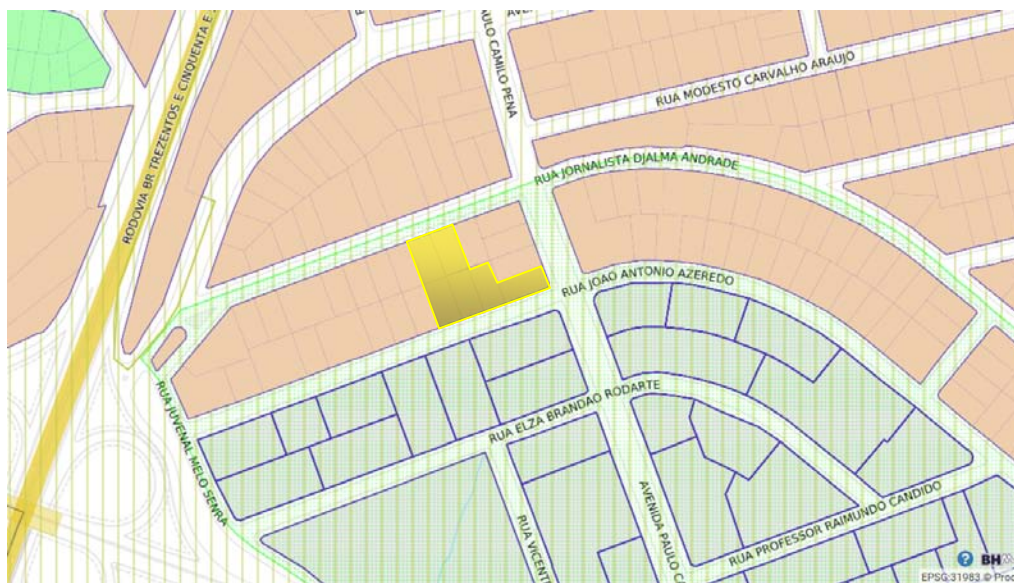 PAULO CAMILO PENA
RODOVIA BR TREZENTOS E CINQUENTA E
RUA MODESTO CARVALHO ARAUJO
RUA JORNALISTA DJALMA ANDRADE
RUA JOAO ANTONIO AZEREDO
RUA JUVENAL MELO SENRA
RUA ELZA BRANDAO RODARTE
AVENIDA PAULO CA
RUA VICENT
RUA PROFESSOR RAIMUNDO CANDIDO
? BH
EPSG:31983 © Pro